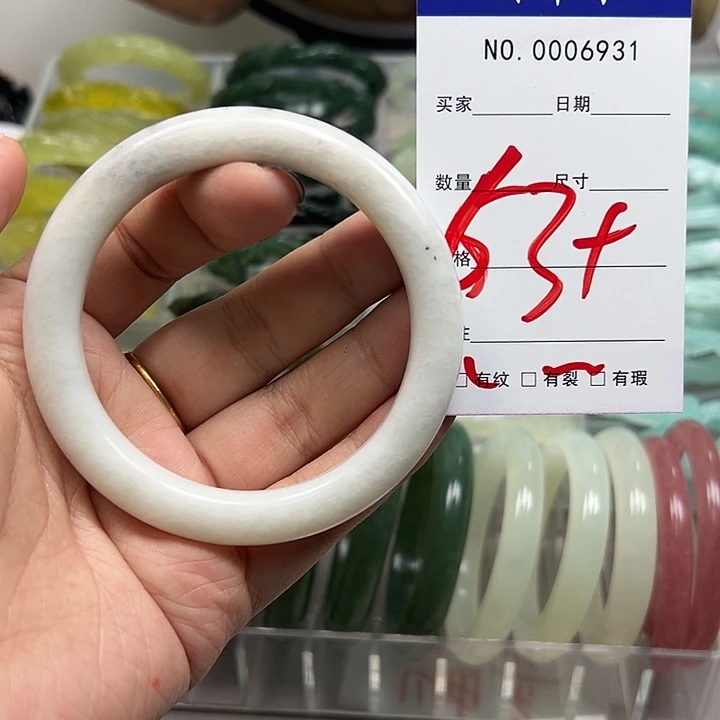 NO. 0006931
买家 日期
数量 尺寸
53+
格
□有纹 □有裂 □有瑕